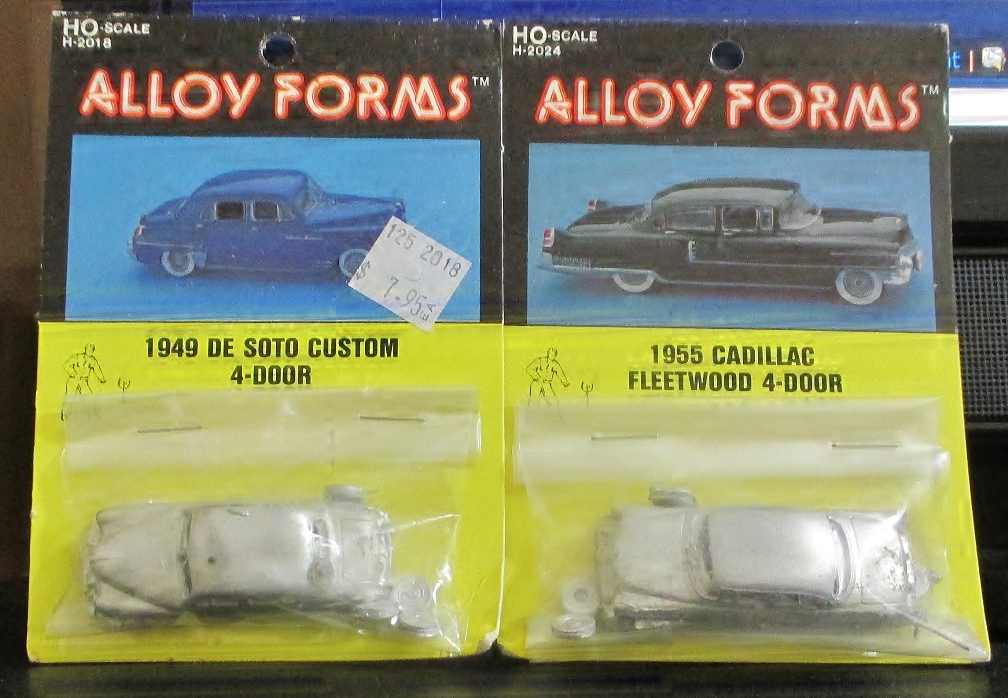 HO-SCALE
H-2018
ALLOY FORMS™
125 2018
$ 7.95EA
1949 DE SOTO CUSTOM
4-DOOR
HO-SCALE
H-2024
ALLOY FORMS™
1955 CADILLAC
FLEETWOOD 4-DOOR